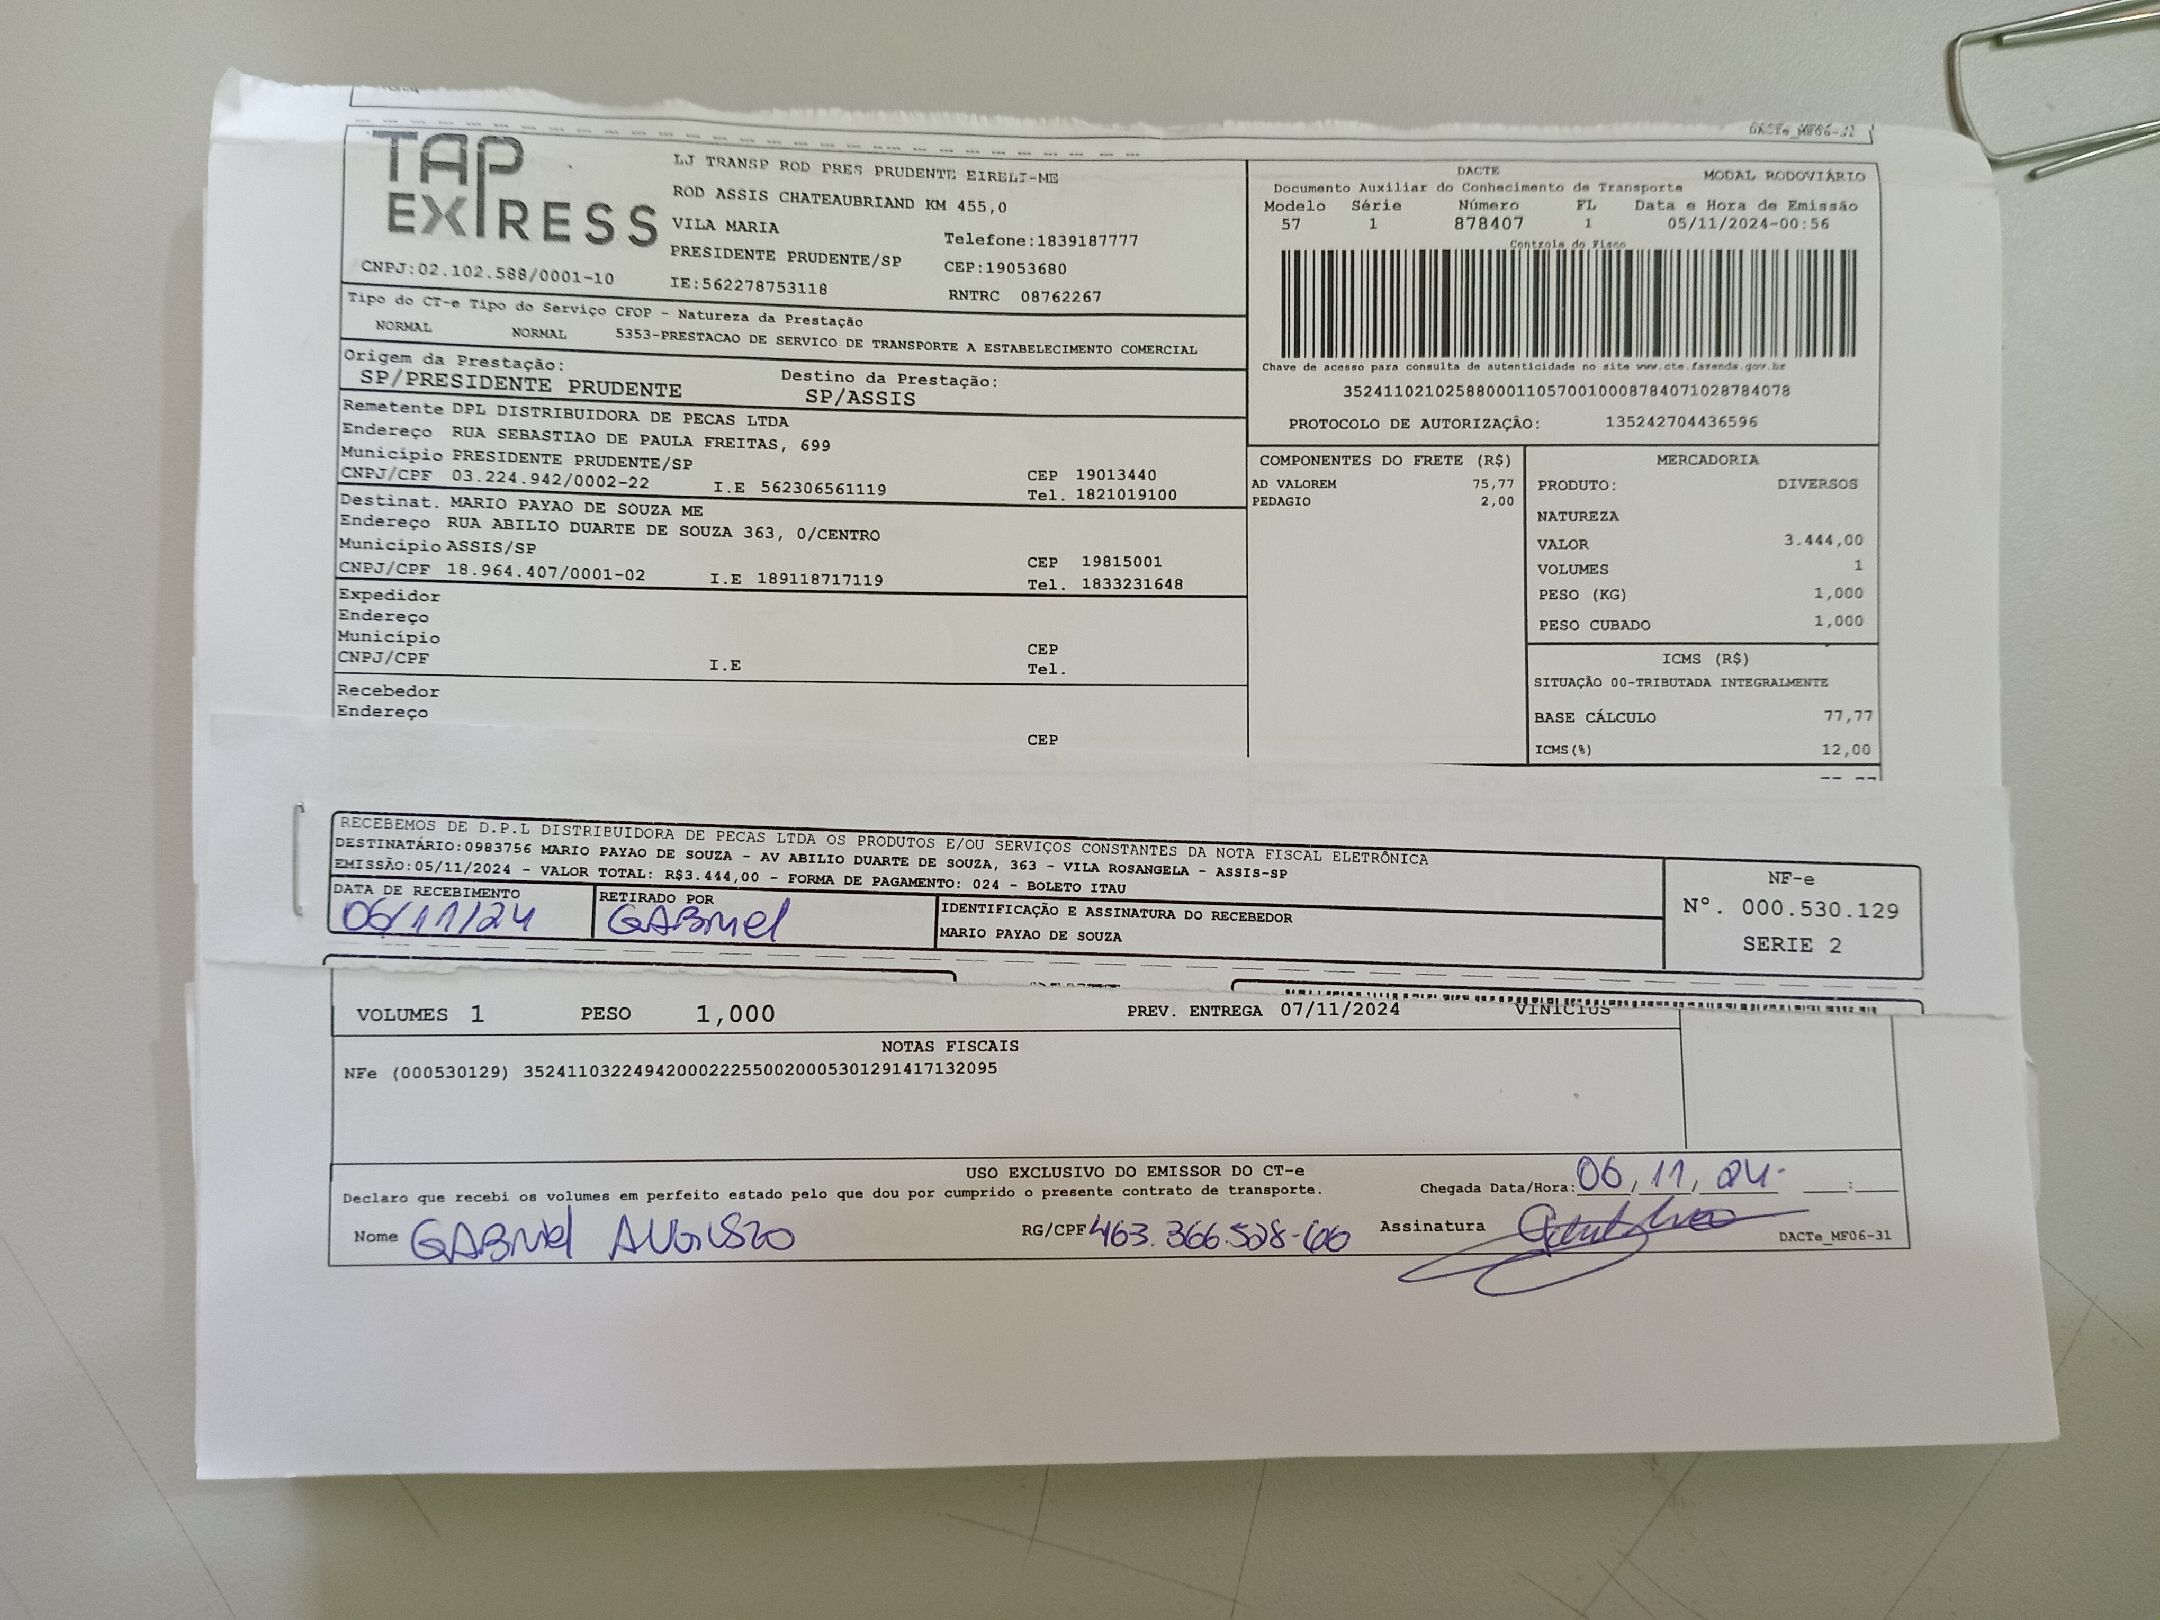 DACTe_MF06-31
TAP EXPRESS
LJ TRANSP ROD PRES PRUDENTE EIRELI-ME
ROD ASSIS CHATEAUBRIAND KM 455,0
VILA MARIA
Telefone:1839187777
PRESIDENTE PRUDENTE/SP
CEP:19053680
CNPJ:02.102.588/0001-10
IE:562278753118
RNTRC 08762267
Tipo do CT-e Tipo do Serviço CFOP - Natureza da Prestação
NORMAL NORMAL 5353-PRESTACAO DE SERVICO DE TRANSPORTE A ESTABELECIMENTO COMERCIAL
Origem da Prestação:
SP/PRESIDENTE PRUDENTE
Destino da Prestação:
SP/ASSIS
Remetente DPL DISTRIBUIDORA DE PECAS LTDA
Endereço RUA SEBASTIAO DE PAULA FREITAS, 699
Município PRESIDENTE PRUDENTE/SP CEP 19013440
CNPJ/CPF 03.224.942/0002-22 I.E 562306561119 Tel. 1821019100
Destinat. MARIO PAYAO DE SOUZA ME
Endereço RUA ABILIO DUARTE DE SOUZA 363, 0/CENTRO
Município ASSIS/SP CEP 19815001
CNPJ/CPF 18.964.407/0001-02 I.E 189118717119 Tel. 1833231648
Expedidor
Endereço
Município CEP
CNPJ/CPF I.E Tel.
Recebedor
Endereço
CEP
DACTE MODAL RODOVIÁRIO
Documento Auxiliar do Conhecimento de Transporte
Modelo Série Número FL Data e Hora de Emissão
57 1 878407 1 05/11/2024-00:56
Controle do Fisco
Chave de acesso para consulta de autenticidade no site www.cte.fazenda.gov.br
35241102102588000110570010008784071028784078
PROTOCOLO DE AUTORIZAÇÃO: 135242704436596
COMPONENTES DO FRETE (R$)
AD VALOREM 75,77
PEDAGIO 2,00
MERCADORIA
PRODUTO: DIVERSOS
NATUREZA
VALOR 3.444,00
VOLUMES 1
PESO (KG) 1,000
PESO CUBADO 1,000
ICMS (R$)
SITUAÇÃO 00-TRIBUTADA INTEGRALMENTE
BASE CÁLCULO 77,77
ICMS(%) 12,00
RECEBEMOS DE D.P.L DISTRIBUIDORA DE PECAS LTDA OS PRODUTOS E/OU SERVIÇOS CONSTANTES DA NOTA FISCAL ELETRÔNICA
DESTINATÁRIO:0983756 MARIO PAYAO DE SOUZA - AV ABILIO DUARTE DE SOUZA, 363 - VILA ROSANGELA - ASSIS-SP
EMISSÃO:05/11/2024 - VALOR TOTAL: R$3.444,00 - FORMA DE PAGAMENTO: 024 - BOLETO ITAU
DATA DE RECEBIMENTO
06/11/24
RETIRADO POR
GABRIEL
IDENTIFICAÇÃO E ASSINATURA DO RECEBEDOR
MARIO PAYAO DE SOUZA
NF-e
Nº. 000.530.129
SERIE 2
VOLUMES 1 PESO 1,000 PREV. ENTREGA 07/11/2024 VINICIUS
NOTAS FISCAIS
NFe (000530129) 35241103224942000222550020005301291417132095
USO EXCLUSIVO DO EMISSOR DO CT-e
Declaro que recebi os volumes em perfeito estado pelo que dou por cumprido o presente contrato de transporte.
Chegada Data/Hora: 06/11/24
Nome GABRIEL AUGUSTO RG/CPF 463.366.528-60 Assinatura
DACTe_MF06-31